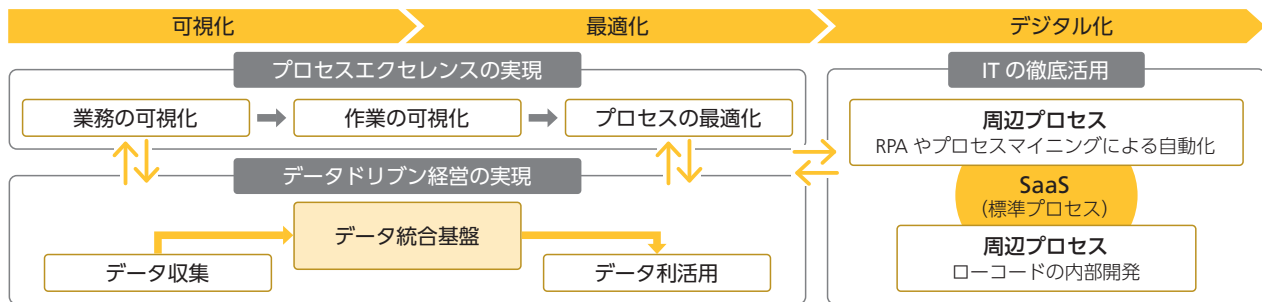 可視化
最適化
デジタル化
プロセスエクセレンスの実現
業務の可視化
作業の可視化
プロセスの最適化
データドリブン経営の実現
データ統合基盤
データ収集
データ利活用
IT の徹底活用
周辺プロセス
RPA やプロセスマイニングによる自動化
SaaS
(標準プロセス)
周辺プロセス
ローコードの内部開発